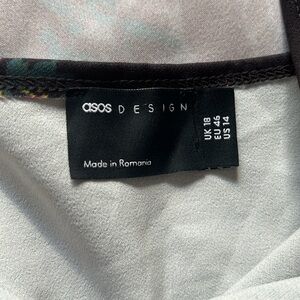 asos DESIGN
Made in Romania
UK 18
EU 46
US 14